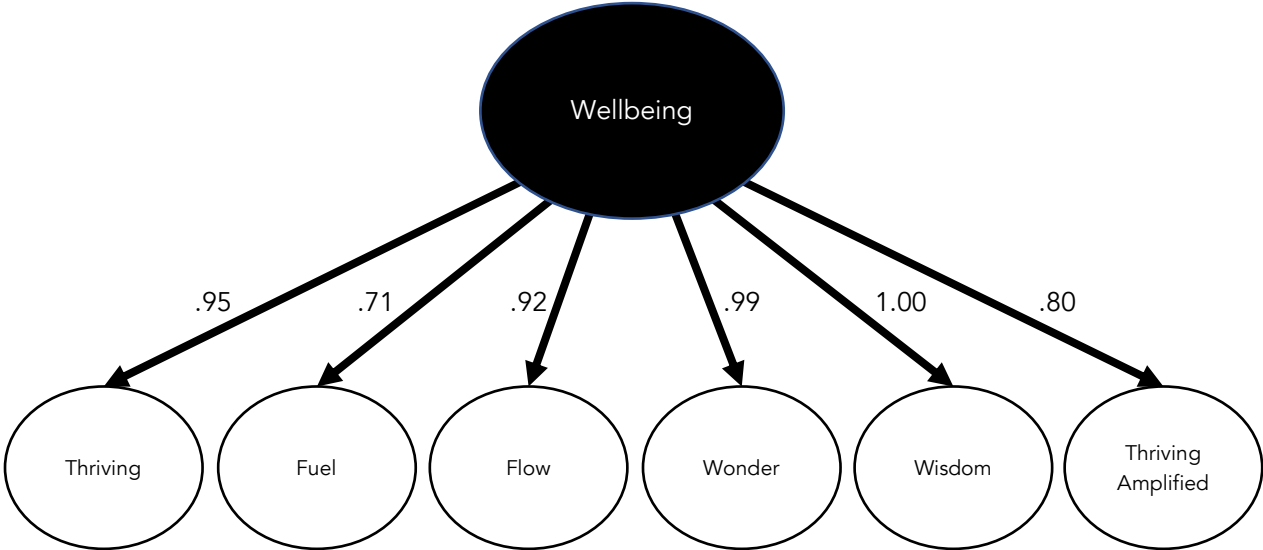 Wellbeing
.95
.71
.92
.99
1.00
.80
Thriving
Fuel
Flow
Wonder
Wisdom
Thriving
Amplified